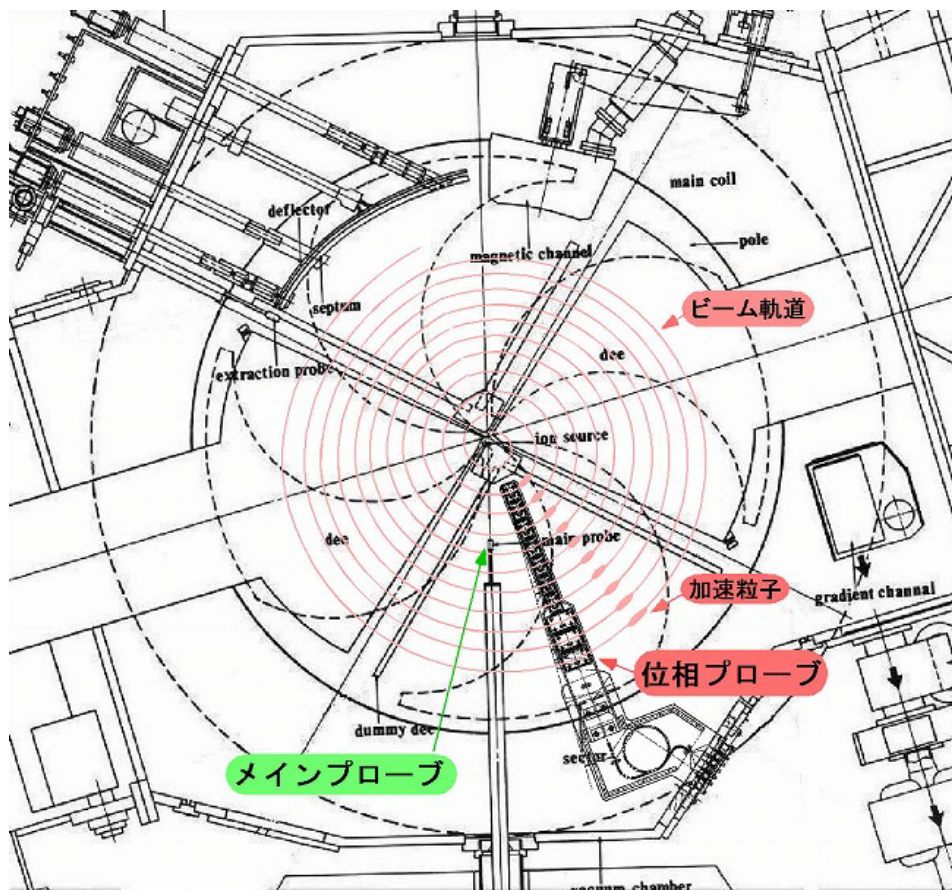 main coil
deflector
pole
magnetic channel
septum
ビーム軌道
extraction probe
dee
ion source
dee
main probe
加速粒子
gradient channal
位相プローブ
dummy dee
sector
メインプローブ
vacuum chamber